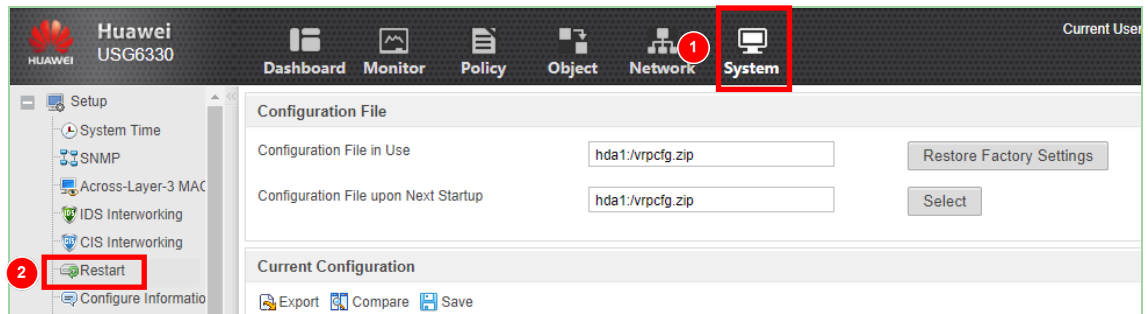 HUAWEI
Huawei
USG6330
Dashboard Monitor Policy Object Network System
1
Current User
Setup
System Time
SNMP
Across-Layer-3 MAC
IDS Interworking
CIS Interworking
2 Restart
Configure Informatio
Configuration File
Configuration File in Use hda1:/vrpcfg.zip Restore Factory Settings
Configuration File upon Next Startup hda1:/vrpcfg.zip Select
Current Configuration
Export Compare Save